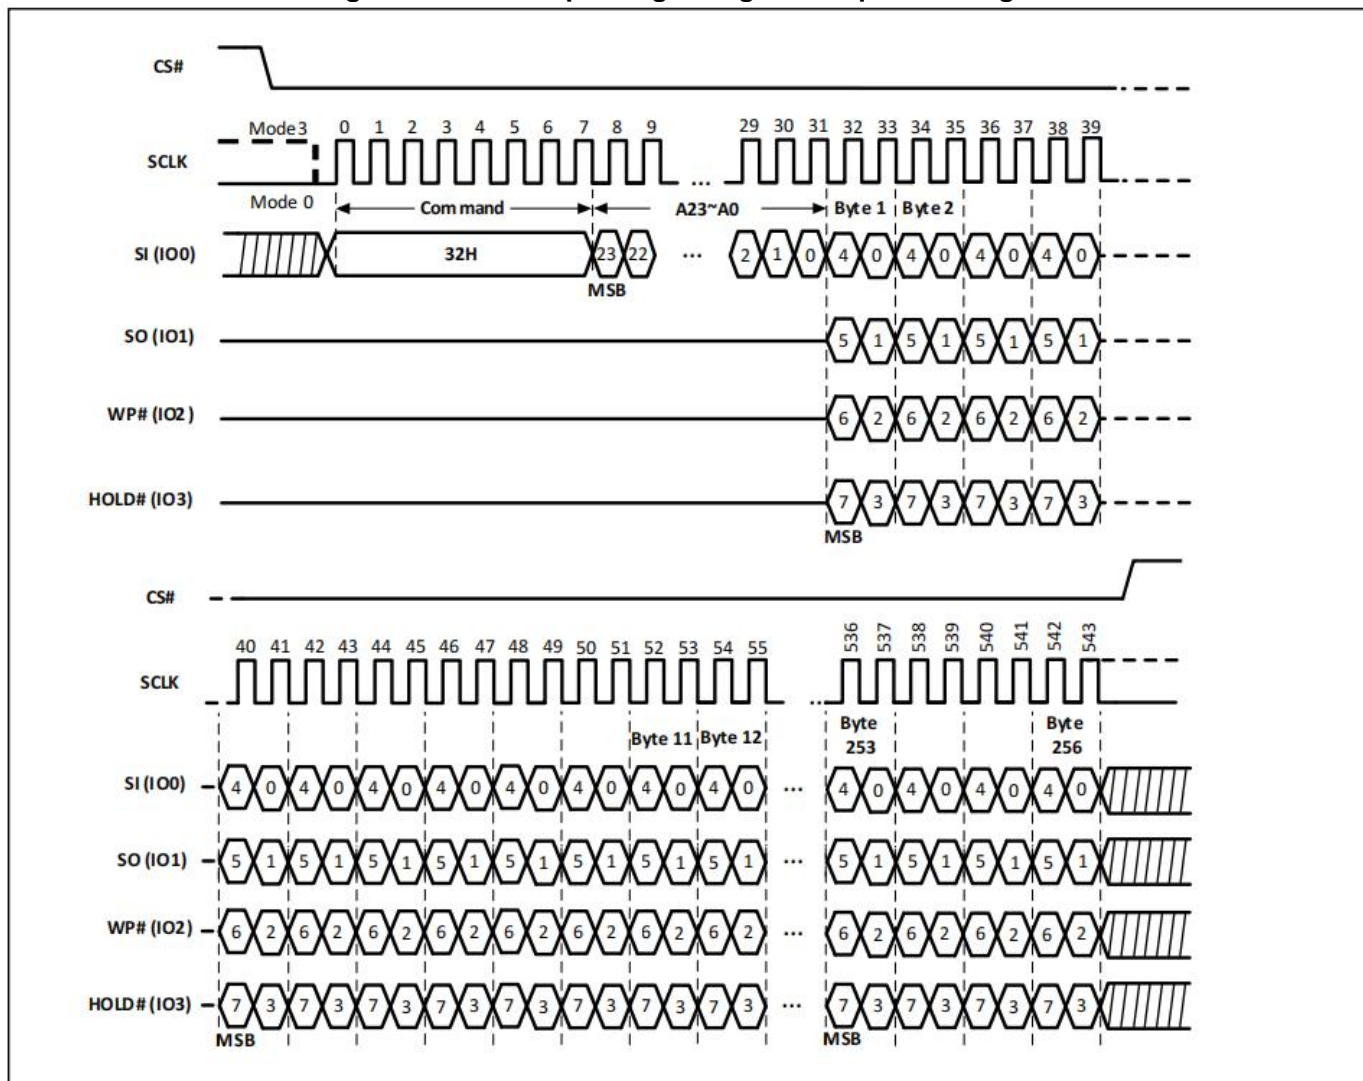 CS#
Mode3
0 1 2 3 4 5 6 7 8 9 29 30 31 32 33 34 35 36 37 38 39
SCLK
...
Mode 0
Command
A23~A0
Byte 1
Byte 2
SI (IO0)
32H
23 22 ... 2 1 0 4 0 4 0 4 0 4 0
MSB
SO (IO1)
5 1 5 1 5 1 5 1
WP# (IO2)
6 2 6 2 6 2 6 2
HOLD# (IO3)
7 3 7 3 7 3 7 3
MSB
CS#
40 41 42 43 44 45 46 47 48 49 50 51 52 53 54 55 536 537 538 539 540 541 542 543
SCLK
...
Byte 11
Byte 12
Byte
253
Byte
256
SI (IO0)
4 0 4 0 4 0 4 0 4 0 4 0 4 0 4 0 ... 4 0 4 0 4 0 4 0
SO (IO1)
5 1 5 1 5 1 5 1 5 1 5 1 5 1 5 1 ... 5 1 5 1 5 1 5 1
WP# (IO2)
6 2 6 2 6 2 6 2 6 2 6 2 6 2 6 2 ... 6 2 6 2 6 2 6 2
HOLD# (IO3)
7 3 7 3 7 3 7 3 7 3 7 3 7 3 7 3 ... 7 3 7 3 7 3 7 3
MSB
MSB